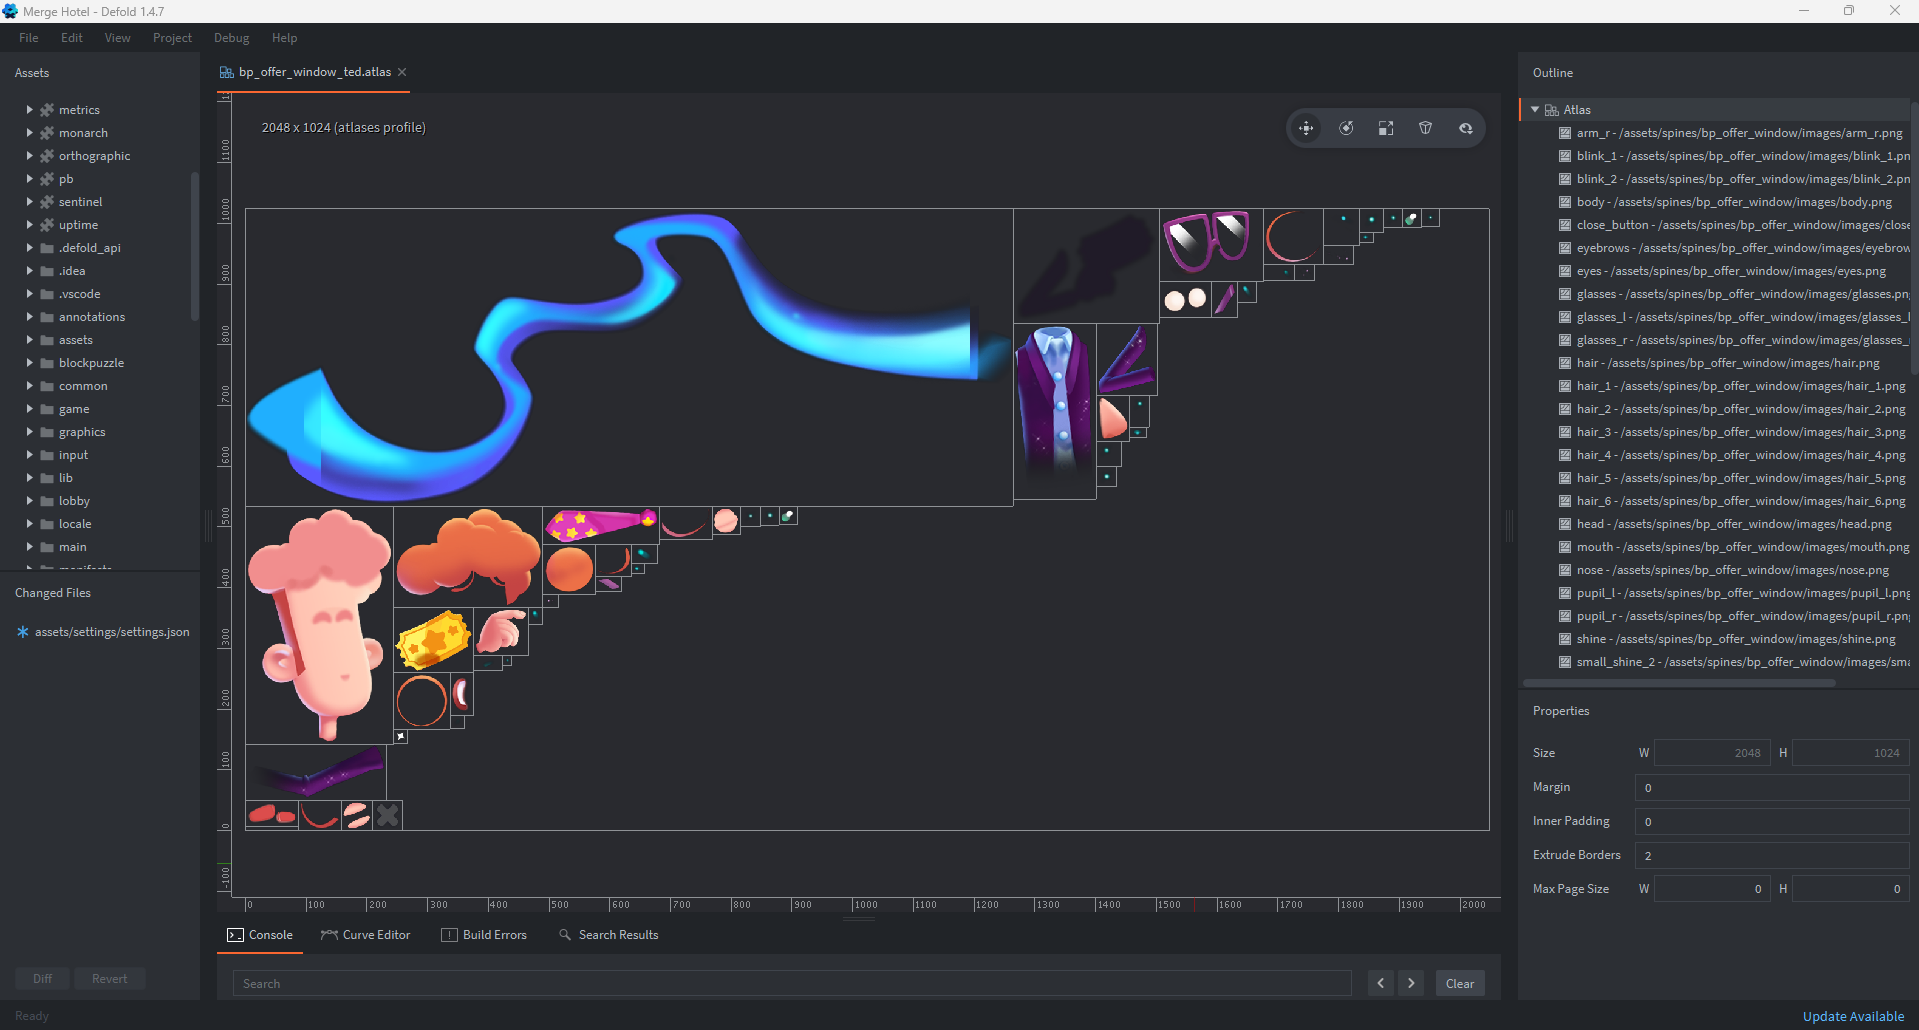 Merge Hotel - Defold 1.4.7
File Edit View Project Debug Help
Assets
metrics
monarch
orthographic
pb
sentinel
uptime
.defold_api
.idea
.vscode
annotations
assets
blockpuzzle
common
game
graphics
input
lib
lobby
locale
main
Changed Files
assets/settings/settings.json
Diff Revert
Ready
bp_offer_window_ted.atlas
2048 x 1024 (atlases profile)
1100
1000
900
800
700
600
500
400
300
200
100
0
-100
0 100 200 300 400 500 600 700 800 900 1000 1100 1200 1300 1400 1500 1600 1700 1800 1900 2000
Console Curve Editor Build Errors Search Results
Search
Clear
Outline
Atlas
arm_r - /assets/spines/bp_offer_window/images/arm_r.png
blink_1 - /assets/spines/bp_offer_window/images/blink_1.pn
blink_2 - /assets/spines/bp_offer_window/images/blink_2.pn
body - /assets/spines/bp_offer_window/images/body.png
close_button - /assets/spines/bp_offer_window/images/close
eyebrows - /assets/spines/bp_offer_window/images/eyebrow
eyes - /assets/spines/bp_offer_window/images/eyes.png
glasses - /assets/spines/bp_offer_window/images/glasses.pn
glasses_l - /assets/spines/bp_offer_window/images/glasses_l
glasses_r - /assets/spines/bp_offer_window/images/glasses_
hair - /assets/spines/bp_offer_window/images/hair.png
hair_1 - /assets/spines/bp_offer_window/images/hair_1.png
hair_2 - /assets/spines/bp_offer_window/images/hair_2.png
hair_3 - /assets/spines/bp_offer_window/images/hair_3.png
hair_4 - /assets/spines/bp_offer_window/images/hair_4.png
hair_5 - /assets/spines/bp_offer_window/images/hair_5.png
hair_6 - /assets/spines/bp_offer_window/images/hair_6.png
head - /assets/spines/bp_offer_window/images/head.png
mouth - /assets/spines/bp_offer_window/images/mouth.png
nose - /assets/spines/bp_offer_window/images/nose.png
pupil_l - /assets/spines/bp_offer_window/images/pupil_l.png
pupil_r - /assets/spines/bp_offer_window/images/pupil_r.pn
shine - /assets/spines/bp_offer_window/images/shine.png
small_shine_2 - /assets/spines/bp_offer_window/images/sma
Properties
Size W 2048 H 1024
Margin 0
Inner Padding 0
Extrude Borders 2
Max Page Size W 0 H 0
Update Available